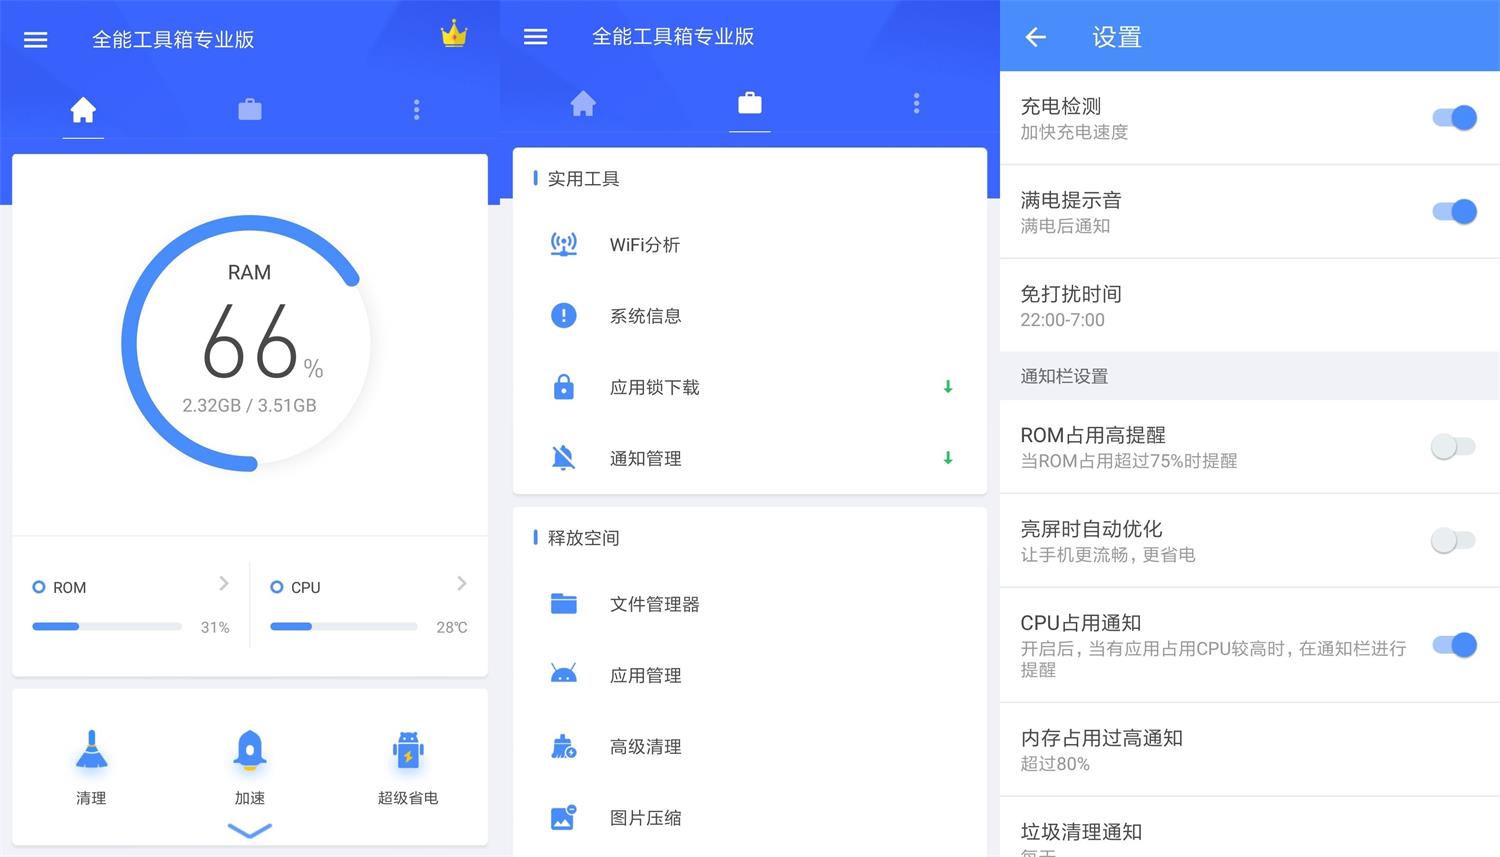 全能工具箱专业版
RAM
66%
2.32GB / 3.51GB
ROM
31%
CPU
28℃
清理
加速
超级省电
全能工具箱专业版
实用工具
WiFi分析
系统信息
应用锁下载
通知管理
释放空间
文件管理器
应用管理
高级清理
图片压缩
设置
充电检测
加快充电速度
满电提示音
满电后通知
免打扰时间
22:00-7:00
通知栏设置
ROM占用高提醒
当ROM占用超过75%时提醒
亮屏时自动优化
让手机更流畅，更省电
CPU占用通知
开启后，当有应用占用CPU较高时，在通知栏进行
提醒
内存占用过高通知
超过80%
垃圾清理通知